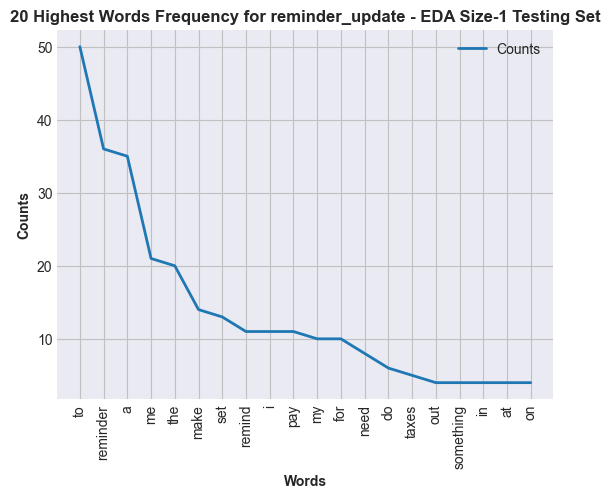 20 Highest Words Frequency for reminder_update - EDA Size-1 Testing Set
Counts
50
40
30
20
10
Counts
to
reminder
a
me
the
make
set
remind
i
pay
my
for
need
do
taxes
out
something
in
at
on
Words